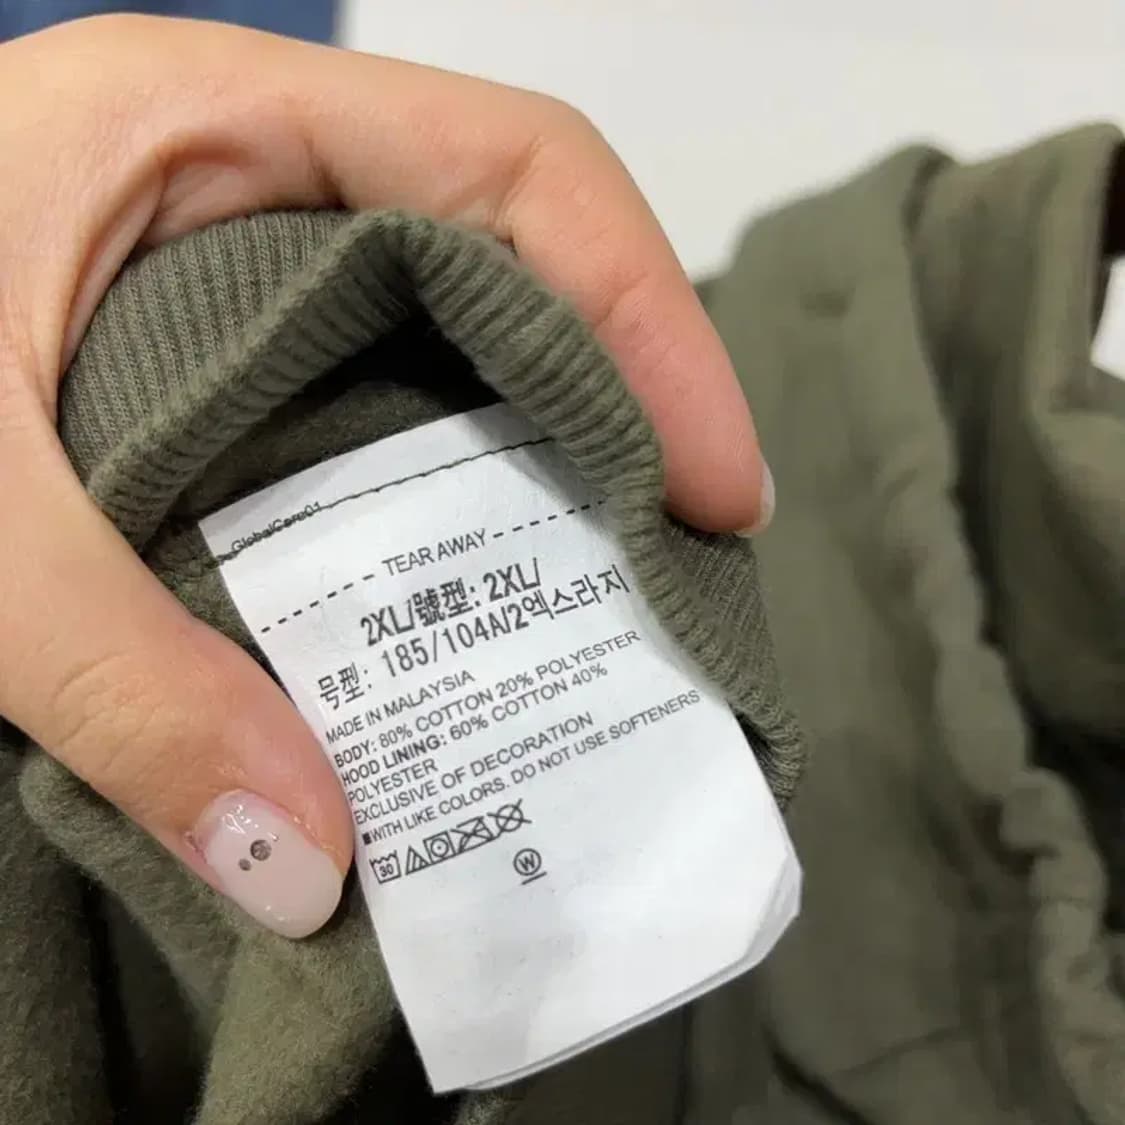 GlobalCare01
TEAR AWAY
2XL/號型: 2XL/
号型: 185/104A/2엑스라지
MADE IN MALAYSIA
BODY: 80% COTTON 20% POLYESTER
HOOD LINING: 60% COTTON 40%
POLYESTER
EXCLUSIVE OF DECORATION
■WITH LIKE COLORS. DO NOT USE SOFTENERS
30
W